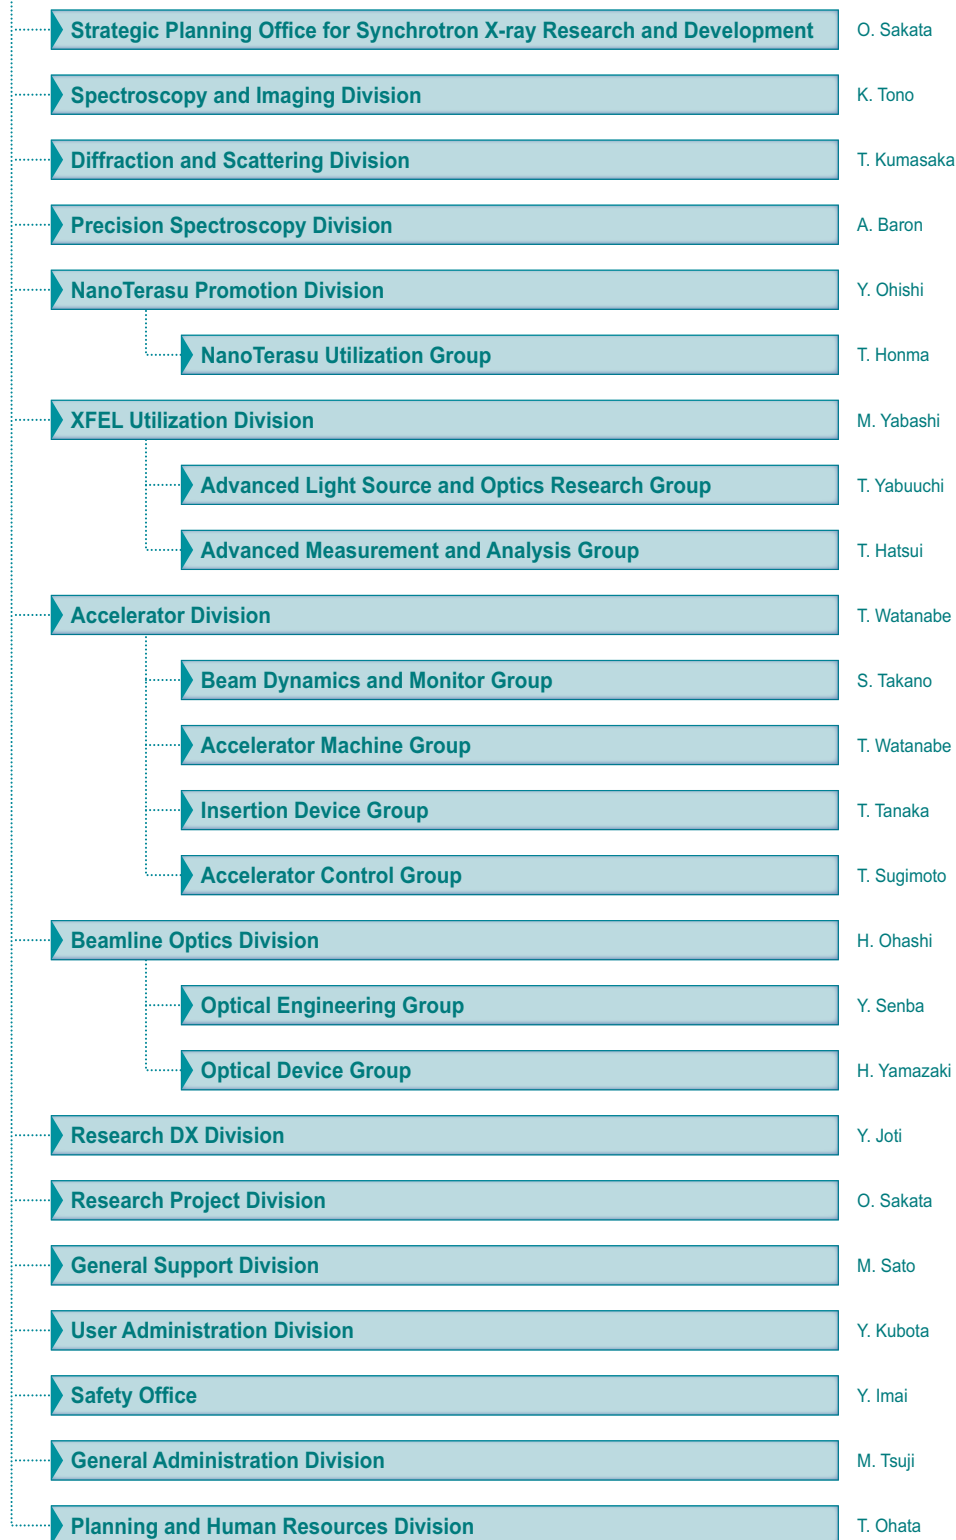 Strategic Planning Office for Synchrotron X-ray Research and Development O. Sakata
Spectroscopy and Imaging Division K. Tono
Diffraction and Scattering Division T. Kumasaka
Precision Spectroscopy Division A. Baron
NanoTerasu Promotion Division Y. Ohishi
NanoTerasu Utilization Group T. Honma
XFEL Utilization Division M. Yabashi
Advanced Light Source and Optics Research Group T. Yabuuchi
Advanced Measurement and Analysis Group T. Hatsui
Accelerator Division T. Watanabe
Beam Dynamics and Monitor Group S. Takano
Accelerator Machine Group T. Watanabe
Insertion Device Group T. Tanaka
Accelerator Control Group T. Sugimoto
Beamline Optics Division H. Ohashi
Optical Engineering Group Y. Senba
Optical Device Group H. Yamazaki
Research DX Division Y. Joti
Research Project Division O. Sakata
General Support Division M. Sato
User Administration Division Y. Kubota
Safety Office Y. Imai
General Administration Division M. Tsuji
Planning and Human Resources Division T. Ohata